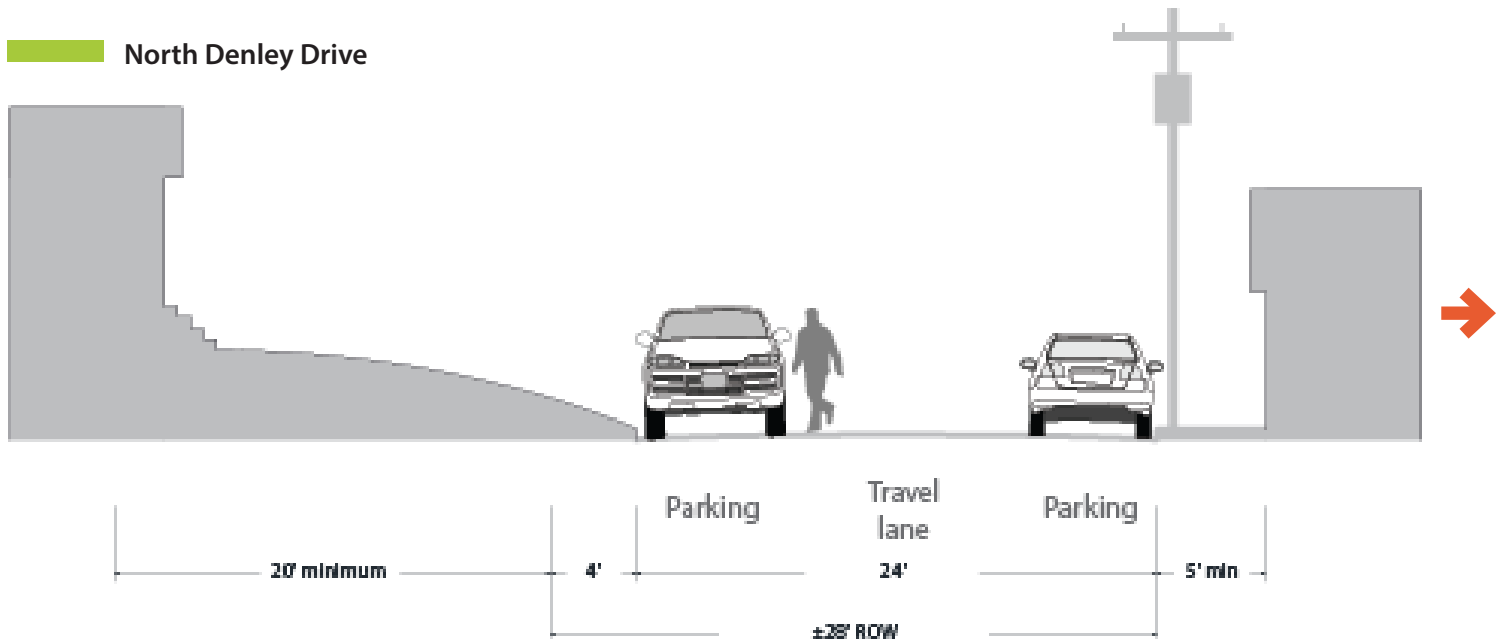 North Denley Drive
Parking
Travel
lane
Parking
20' minimum
4'
24'
5' min
±28' ROW